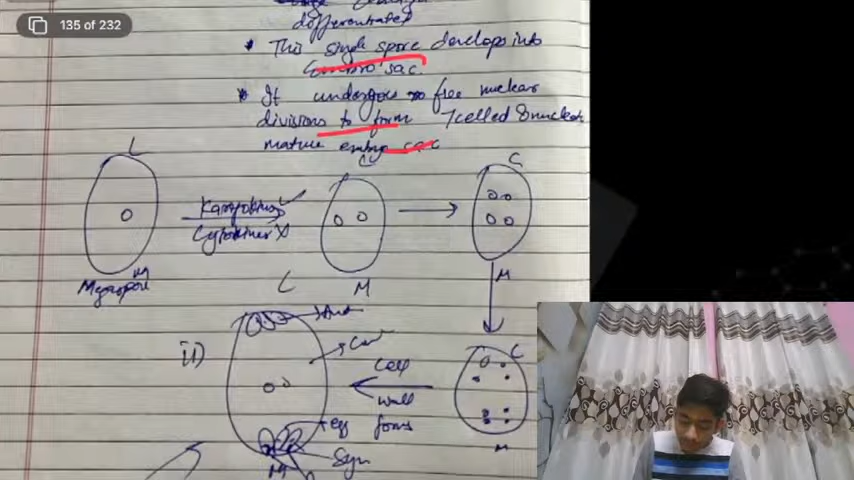 135 of 232
differentiated
* This single spore develops into
Embryo sac.
* It undergoes free nuclear
divisions to form 7celled 8nucleate
mature embryo sac
C
C
C
Karyokinesis ✓
Cytokinesis X
M
Megaspore
M
M
C
ii)
Ant
Cen
Cell
wall
forms
C
egg
Syn
M
M